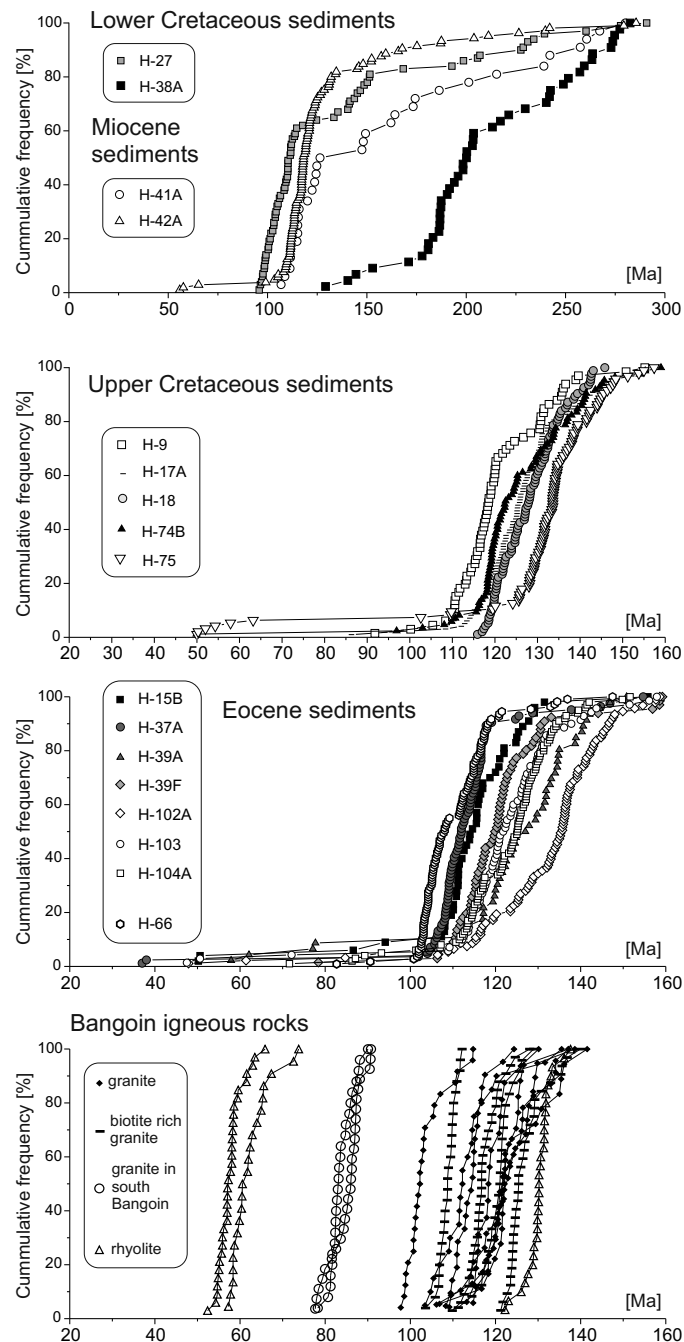 Lower Cretaceous sediments
H-27
H-38A
Miocene
sediments
H-41A
H-42A
Cummulative frequency [%]
100
80
60
40
20
0
[Ma]
0 50 100 150 200 250 300
Upper Cretaceous sediments
H-9
H-17A
H-18
H-74B
H-75
Cummulative frequency [%]
100
80
60
40
20
0
[Ma]
20 30 40 50 60 70 80 90 100 110 120 130 140 150 160
Eocene sediments
H-15B
H-37A
H-39A
H-39F
H-102A
H-103
H-104A
H-66
Cummulative frequency [%]
100
80
60
40
20
0
[Ma]
20 40 60 80 100 120 140 160
Bangoin igneous rocks
granite
biotite rich
granite
granite in
south
Bangoin
rhyolite
Cummulative frequency [%]
100
80
60
40
20
0
[Ma]
20 40 60 80 100 120 140 160